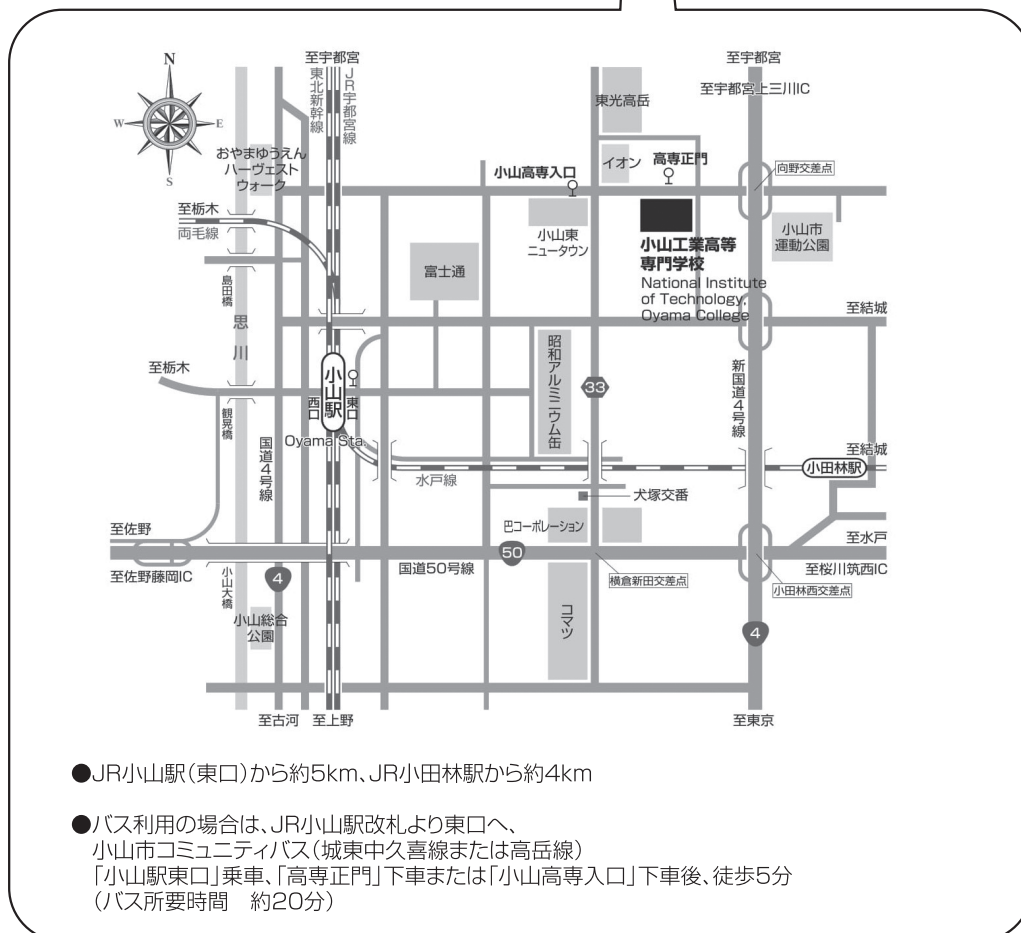 至宇都宮
至宇都宮
N
東北新幹線
JR宇都宮線
至宇都宮上三川IC
東光高岳
W
E
S
おやまゆうえん
ハーヴェスト
ウォーク
イオン
高専正門
小山高専入口
向野交差点
至栃木
両毛線
小山東
ニュータウン
小山工業高等
専門学校
National Institute
of Technology,
Oyama College
小山市
運動公園
富士通
島田橋
思川
至結城
至栃木
小山駅
西口
東口
Oyama Sta.
昭和アルミニウム缶
33
新国道4号線
観晃橋
国道4号線
至結城
小田林駅
水戸線
犬塚交番
至佐野
巴コーポレーション
至水戸
50
国道50号線
至佐野藤岡IC
至桜川筑西IC
小山大橋
4
横倉新田交差点
小田林西交差点
小山総合
公園
コマツ
4
至古河
至上野
至東京
●JR小山駅(東口)から約5km、JR小田林駅から約4km
●バス利用の場合は、JR小山駅改札より東口へ、
小山市コミュニティバス(城東中久喜線または高岳線)
「小山駅東口」乗車、「高専正門」下車または「小山高専入口」下車後、徒歩5分
(バス所要時間　約20分)